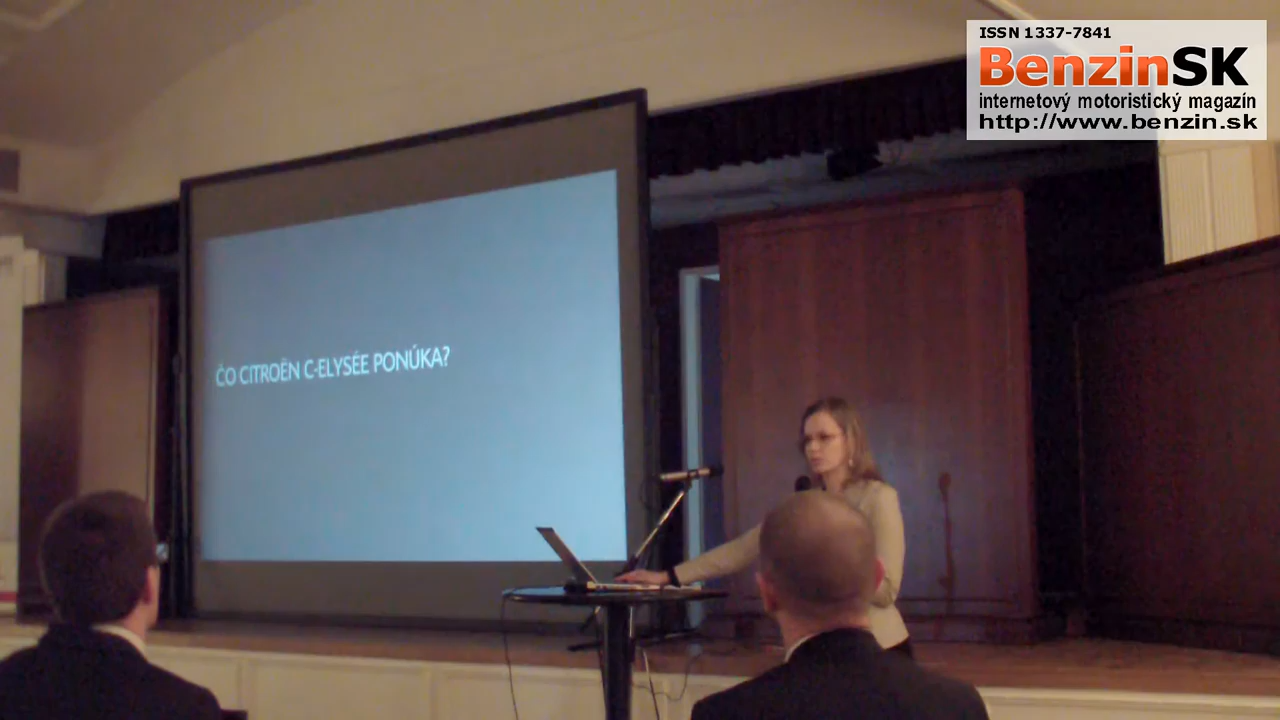 ISSN 1337-7841
BenzinSK
internetový motoristický magazín
http://www.benzin.sk
ČO CITROËN C-ELYSÉE PONÚKA?